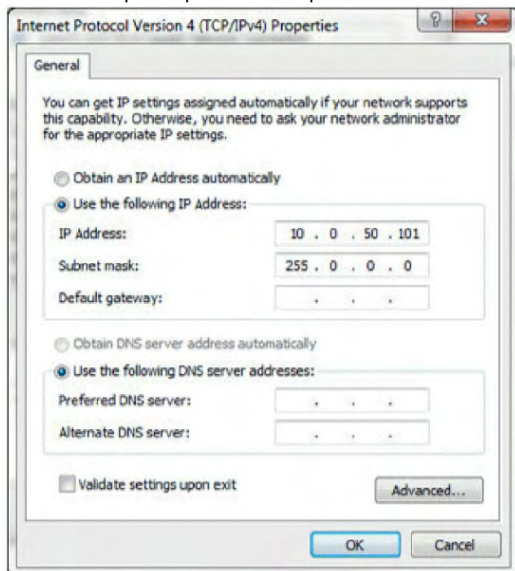 Internet Protocol Version 4 (TCP/IPv4) Properties
General
You can get IP settings assigned automatically if your network supports
this capability. Otherwise, you need to ask your network administrator
for the appropriate IP settings.
Obtain an IP Address automatically
Use the following IP Address:
IP Address: 10 . 0 . 50 . 101
Subnet mask: 255 . 0 . 0 . 0
Default gateway: . . .
Obtain DNS server address automatically
Use the following DNS server addresses:
Preferred DNS server: . . .
Alternate DNS server: . . .
Validate settings upon exit
Advanced...
OK Cancel